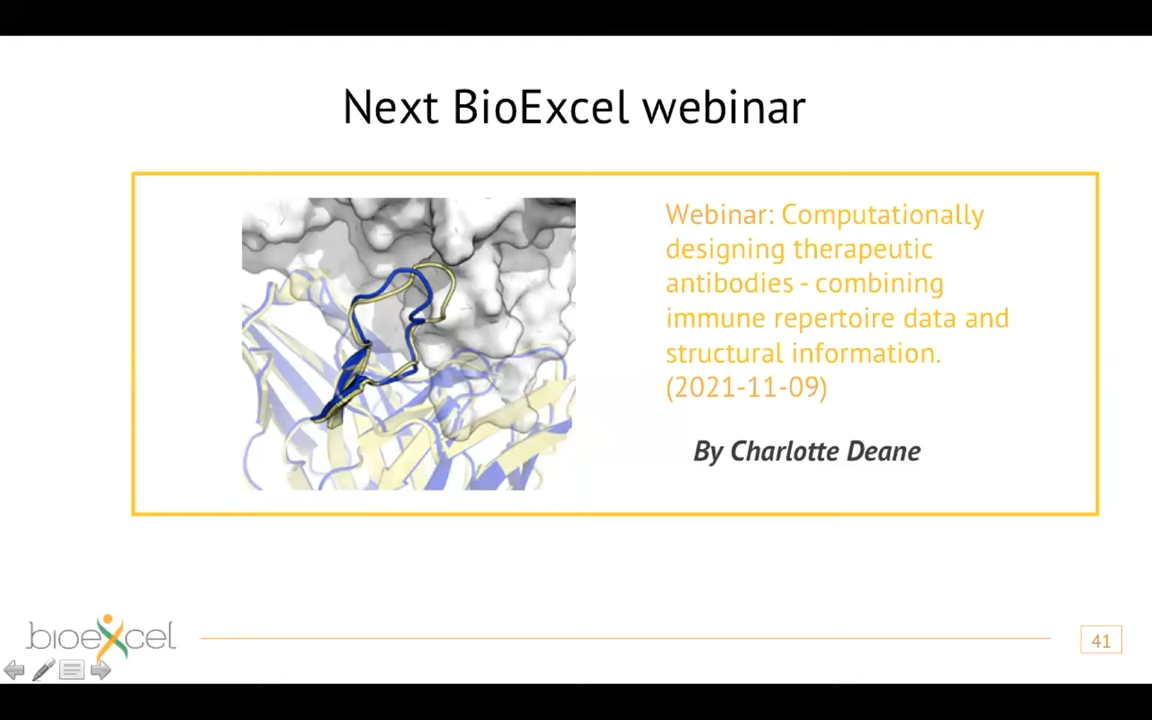 Next BioExcel webinar
Webinar: Computationally
designing therapeutic
antibodies - combining
immune repertoire data and
structural information.
(2021-11-09)
By Charlotte Deane
bioexcel
41